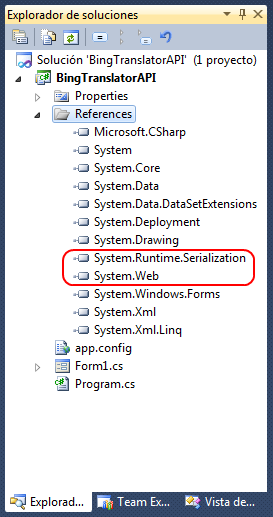 Explorador de soluciones
Solución 'BingTranslatorAPI' (1 proyecto)
BingTranslatorAPI
Properties
References
Microsoft.CSharp
System
System.Core
System.Data
System.Data.DataSetExtensions
System.Deployment
System.Drawing
System.Runtime.Serialization
System.Web
System.Windows.Forms
System.Xml
System.Xml.Linq
app.config
Form1.cs
Program.cs
Explorad... Team Ex... Vista de...